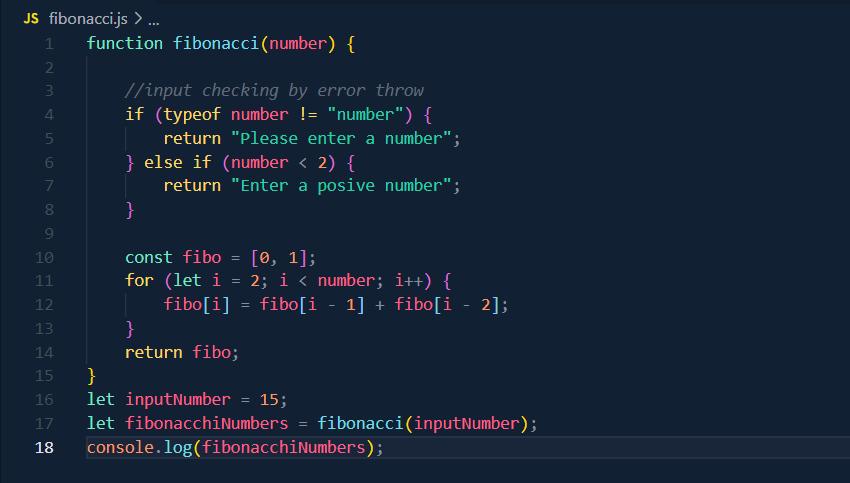 JS fibonacci.js > ...
1 function fibonacci(number) {
2
3 //input checking by error throw
4 if (typeof number != "number") {
5 return "Please enter a number";
6 } else if (number < 2) {
7 return "Enter a posive number";
8 }
9
10 const fibo = [0, 1];
11 for (let i = 2; i < number; i++) {
12 fibo[i] = fibo[i - 1] + fibo[i - 2];
13 }
14 return fibo;
15 }
16 let inputNumber = 15;
17 let fibonacchiNumbers = fibonacci(inputNumber);
18 console.log(fibonacchiNumbers);